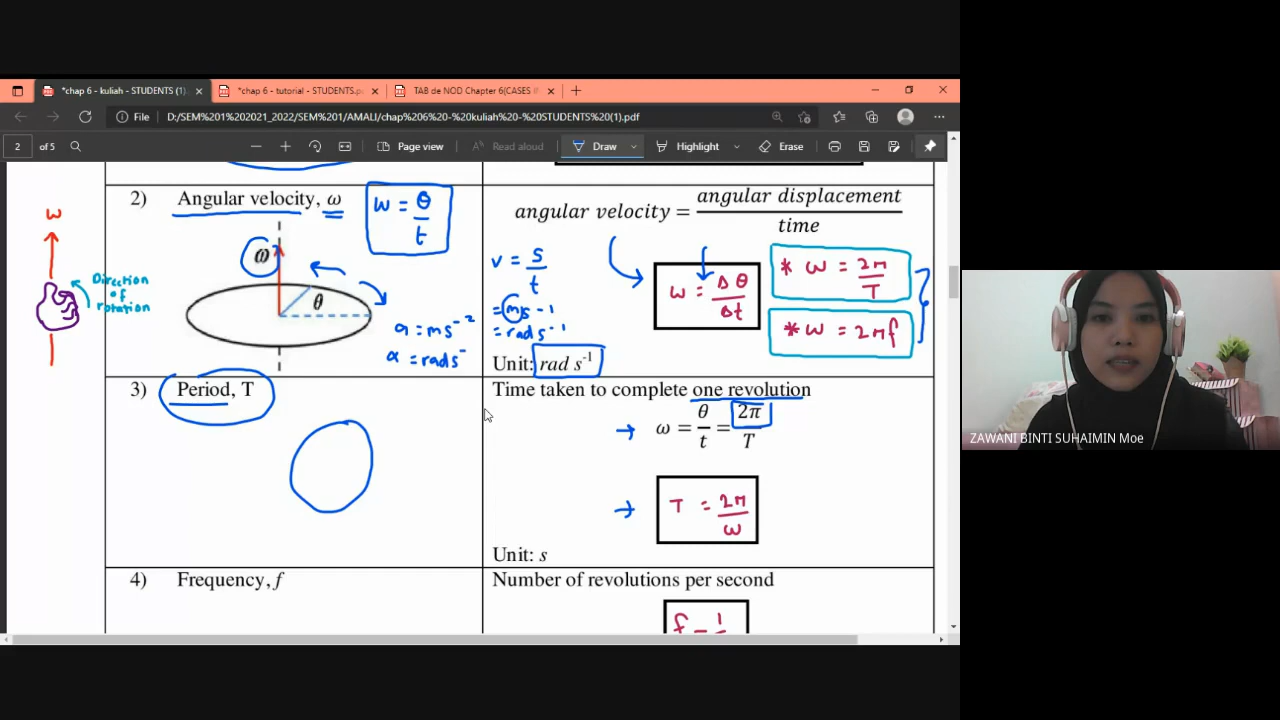 *chap 6 - kuliah - STUDENTS (1).
*chap 6 - tutorial - STUDENTS.p
TAB de NOD Chapter 6(CASES I
File D:/SEM%201%202021_2022/SEM%201/AMALI/chap%206%20-%20kuliah%20-%20STUDENTS%20(1).pdf
2 of 5 Page view Read aloud Draw Highlight Erase
2) Angular velocity, ω
ω = θ/t
angular velocity = angular displacement / time
ω
Direction
of
rotation
ω
θ
a = ms⁻²
α = rads⁻
v = s/t
= ms-1
= rads-1
ω = Δθ/Δt
* ω = 2π/T
* ω = 2πf
Unit: rad s⁻¹
3) Period, T
Time taken to complete one revolution
ω = θ/t = 2π/T
T = 2π/ω
Unit: s
4) Frequency, f
Number of revolutions per second
ZAWANI BINTI SUHAIMIN Moe